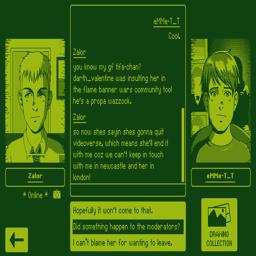 eMMe-T_T
Cool.
Zalor
you know my gf fifa-chan?
darth_valentine was insulting her in
the flame banner wars community too!
he's a propa wazzock.
Zalor
so now shes sayin shes gonna quit
videoverse, which means she'll end it
with me coz we can't keep in touch
with me in newcastle and her in
london!
Zalor
* Online *
eMMe-T_T
Hopefully it won't come to that.
Did something happen to the moderators?
I can't blame her for wanting to leave.
DRAWING
COLLECTION